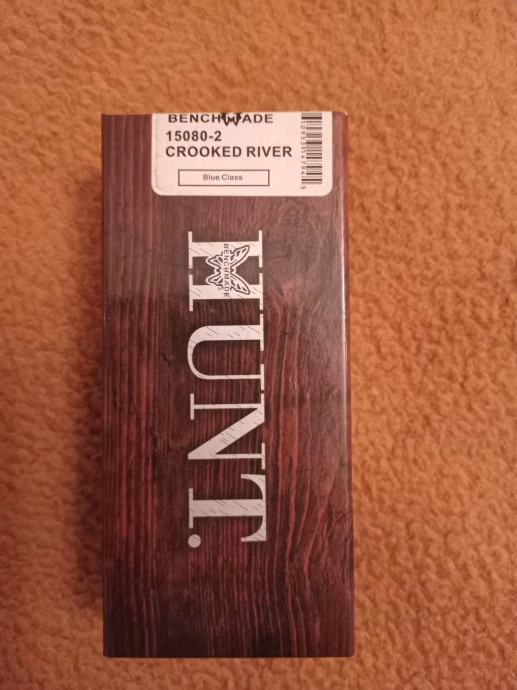 BENCHMADE
15080-2
CROOKED RIVER
Blue Class
HUNT.
BENCHMADE